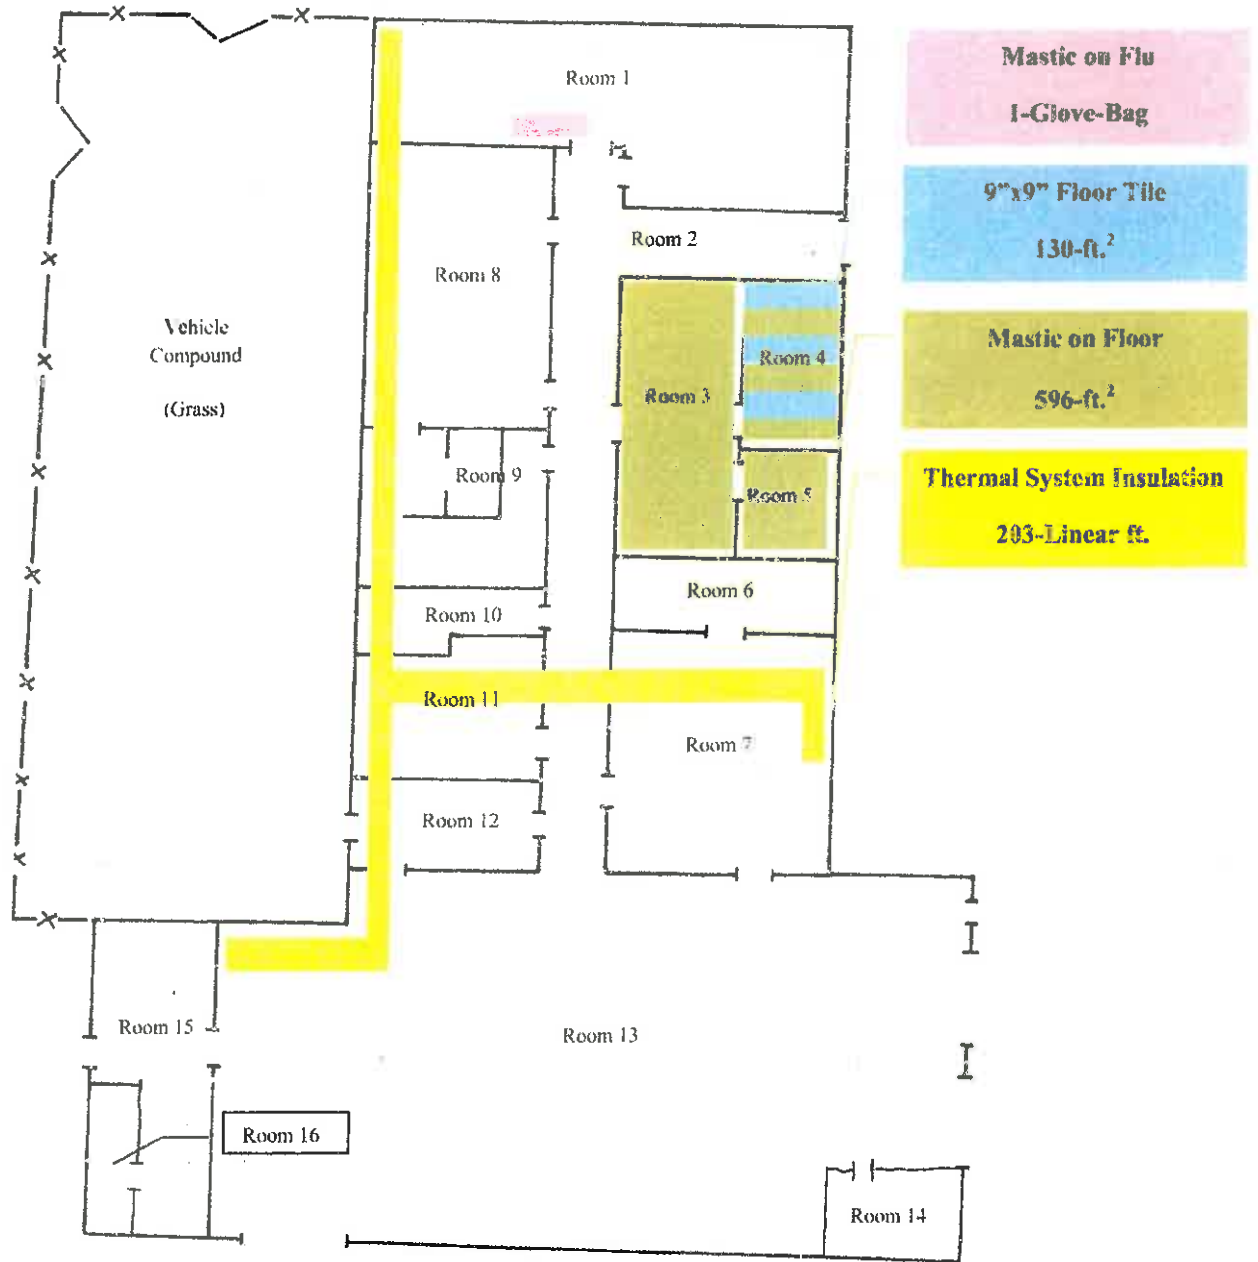 Room 1
Mastic on Flu
1-Glove-Bag
9”x9” Floor Tile
130-ft.²
Room 2
Room 8
Vehicle
Compound
(Grass)
Room 4
Mastic on Floor
596-ft.²
Room 3
Room 9
Room 5
Thermal System Insulation
203-Linear ft.
Room 6
Room 10
Room 11
Room 7
Room 12
Room 15
Room 13
Room 16
Room 14